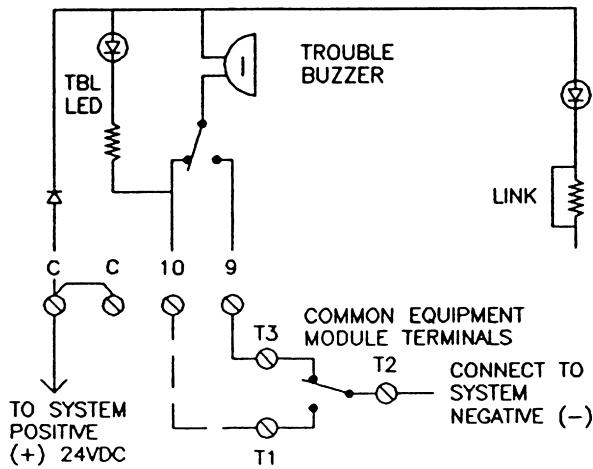 TROUBLE
BUZZER
TBL
LED
LINK
C C 10 9
COMMON EQUIPMENT
MODULE TERMINALS
T3
T2
CONNECT TO
SYSTEM
NEGATIVE (-)
TO SYSTEM
POSITIVE
(+) 24VDC
T1